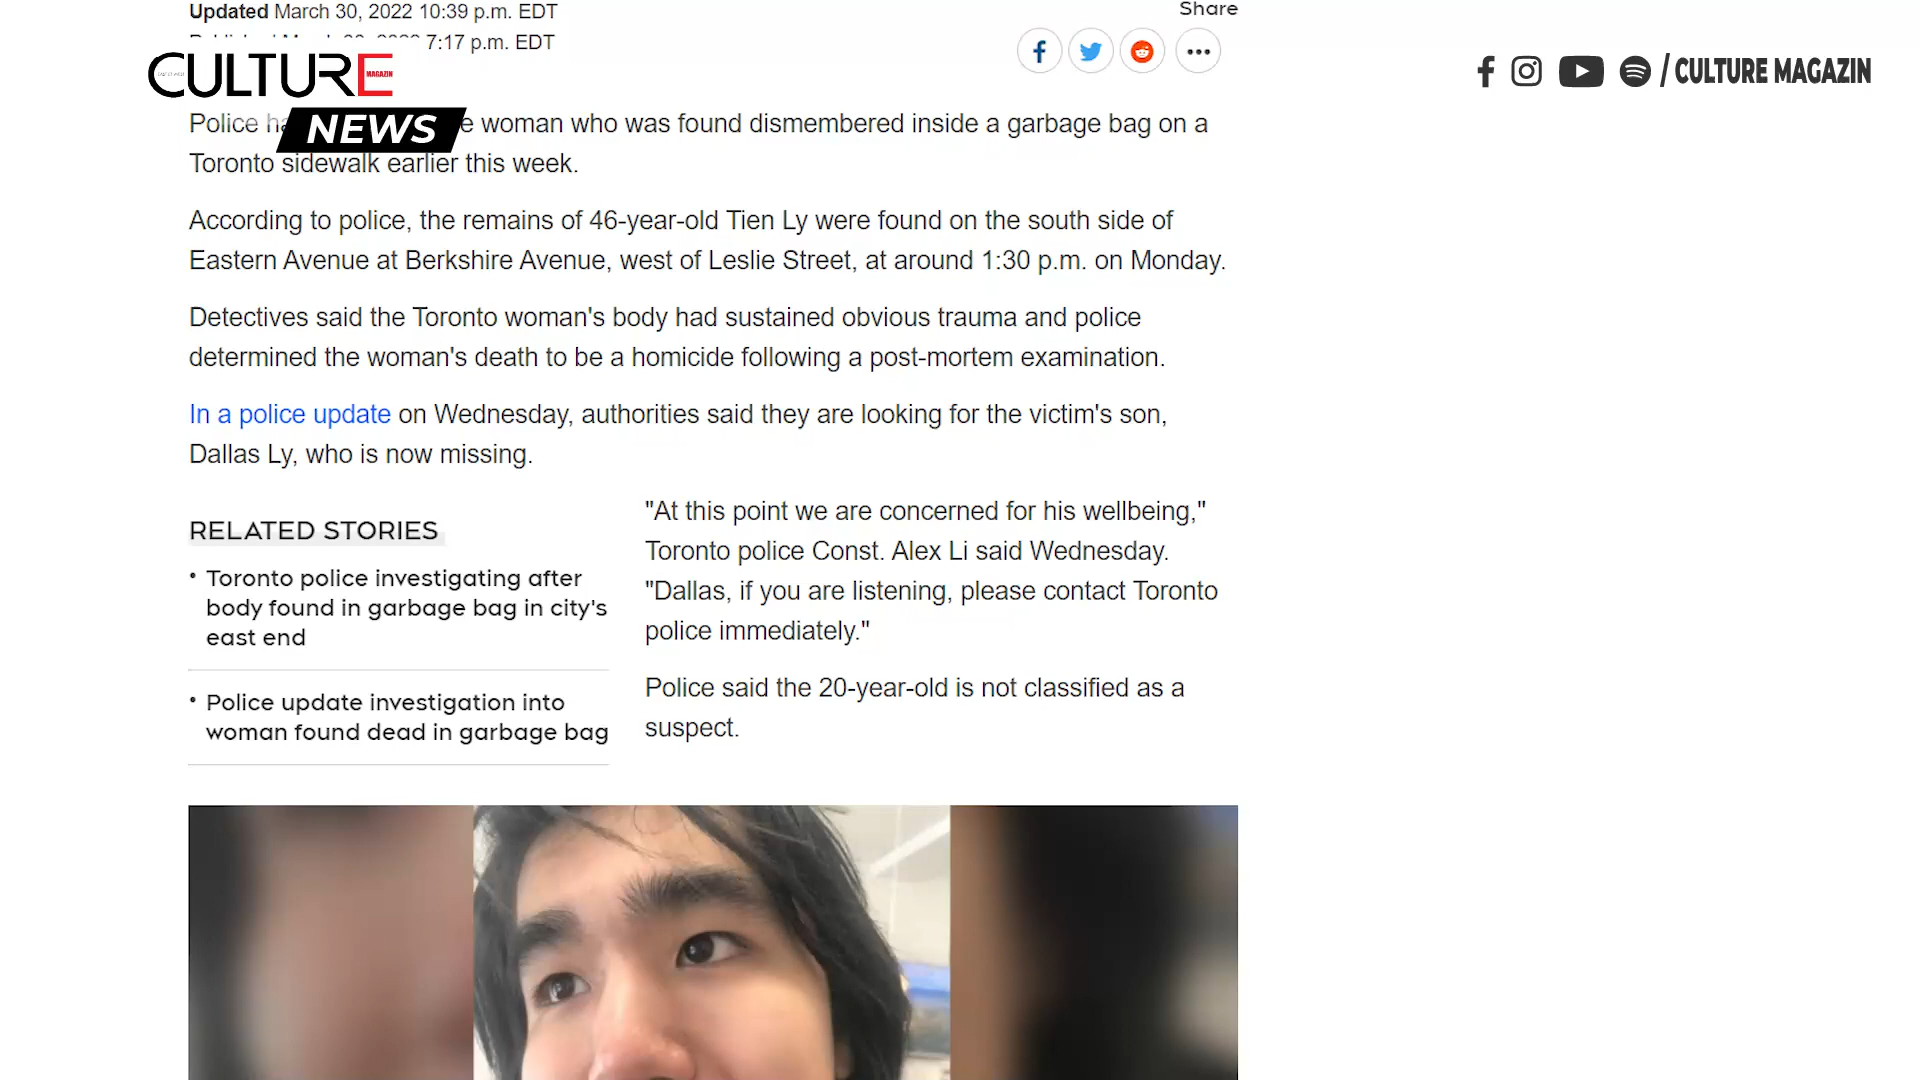 Updated March 30, 2022 10:39 p.m. EDT
Share
7:17 p.m. EDT
CULTURE
MAGAZIN
NEWS
/ CULTURE MAGAZIN
Police woman who was found dismembered inside a garbage bag on a
Toronto sidewalk earlier this week.
According to police, the remains of 46-year-old Tien Ly were found on the south side of
Eastern Avenue at Berkshire Avenue, west of Leslie Street, at around 1:30 p.m. on Monday.
Detectives said the Toronto woman's body had sustained obvious trauma and police
determined the woman's death to be a homicide following a post-mortem examination.
In a police update on Wednesday, authorities said they are looking for the victim's son,
Dallas Ly, who is now missing.
RELATED STORIES
• Toronto police investigating after
body found in garbage bag in city's
east end
• Police update investigation into
woman found dead in garbage bag
"At this point we are concerned for his wellbeing,"
Toronto police Const. Alex Li said Wednesday.
"Dallas, if you are listening, please contact Toronto
police immediately."
Police said the 20-year-old is not classified as a
suspect.